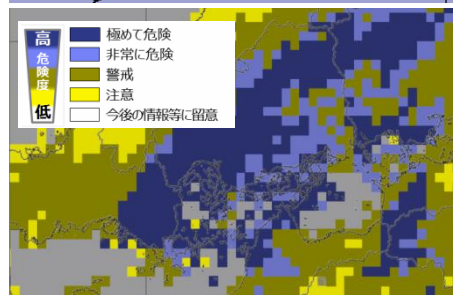 高
危
険
度
低
極めて危険
非常に危険
警戒
注意
今後の情報等に留意